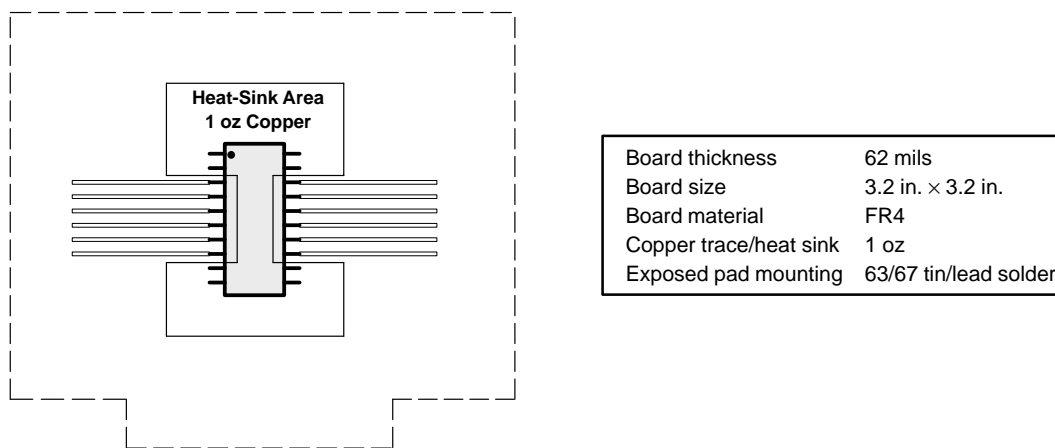 Heat-Sink Area
1 oz Copper
Board thickness 62 mils
Board size 3.2 in. × 3.2 in.
Board material FR4
Copper trace/heat sink 1 oz
Exposed pad mounting 63/67 tin/lead solder